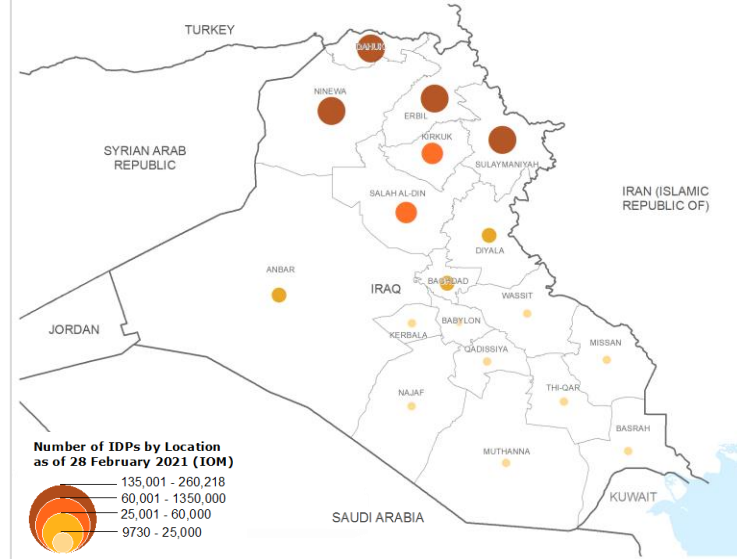 TURKEY
DAHUK
NINEWA
ERBIL
KIRKUK
SYRIAN ARAB
REPUBLIC
SULAYMANIYAH
SALAH AL-DIN
IRAN (ISLAMIC
REPUBLIC OF)
DIYALA
ANBAR
BAGHDAD
IRAQ
WASSIT
JORDAN
BABYLON
KERBALA
QADISSIYA
MISSAN
NAJAF
THI-QAR
BASRAH
MUTHANNA
Number of IDPs by Location
as of 28 February 2021 (IOM)
135,001 - 260,218
60,001 - 1350,000
25,001 - 60,000
9730 - 25,000
KUWAIT
SAUDI ARABIA